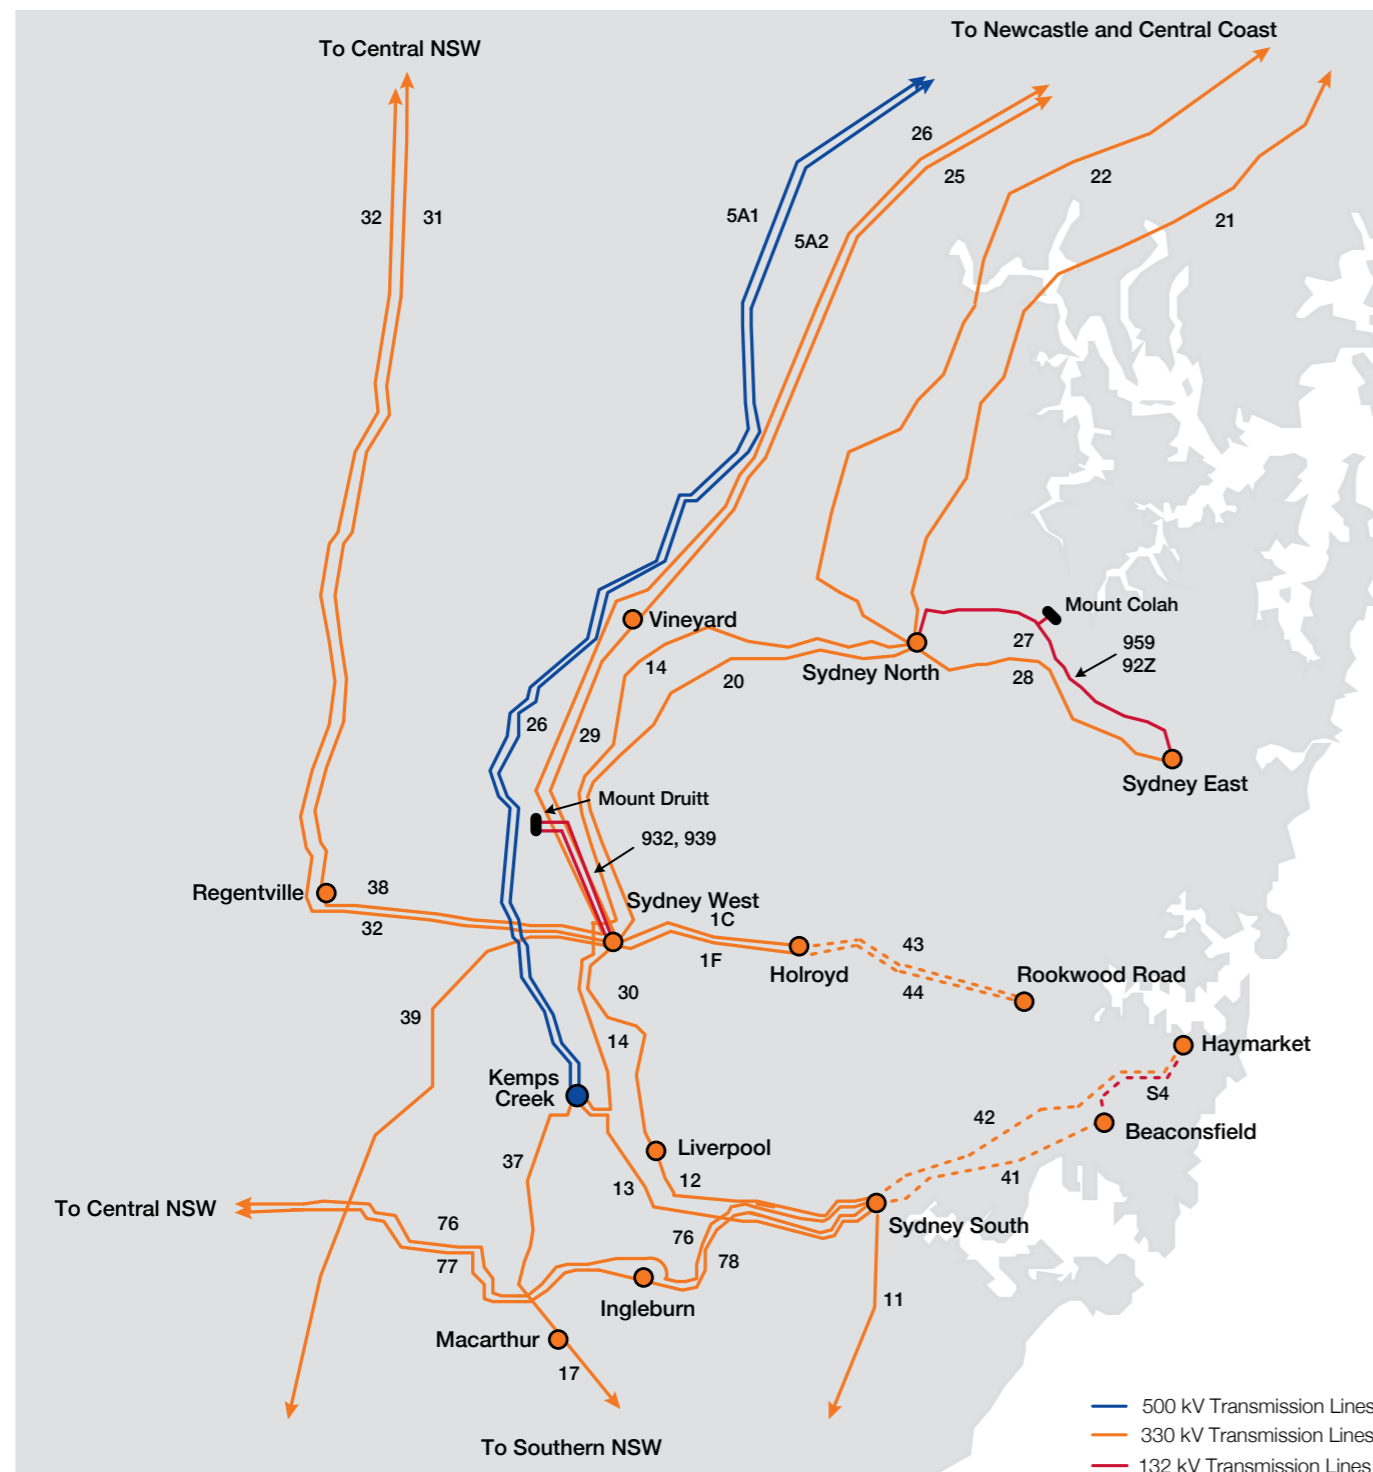 To Central NSW
To Newcastle and Central Coast
26
25
22
21
32
31
5A1
5A2
Vineyard
14
20
Sydney North
Mount Colah
27
959
92Z
28
Sydney East
26
29
Mount Druitt
932, 939
Regentville
38
32
Sydney West
1C
1F
Holroyd
43
44
Rookwood Road
30
39
14
Haymarket
Kemps
Creek
S4
42
Beaconsfield
Liverpool
37
13
12
41
To Central NSW
76
77
76
78
Sydney South
Ingleburn
11
Macarthur
17
To Southern NSW
500 kV Transmission Lines
330 kV Transmission Lines
132 kV Transmission Lines